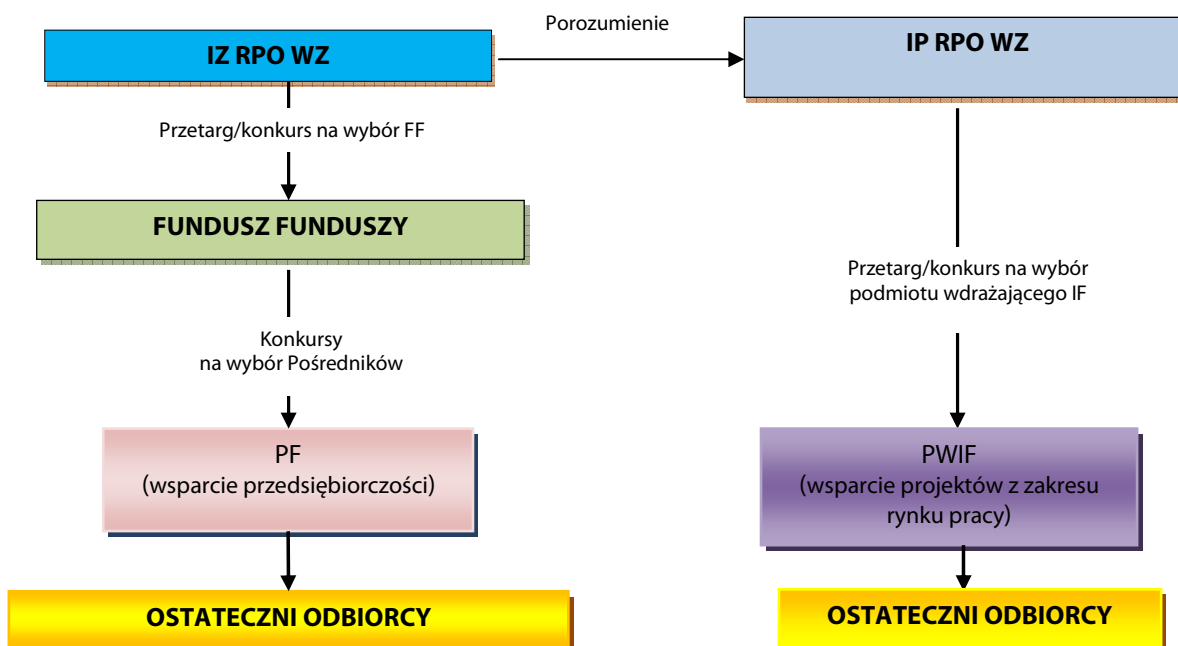 Porozumienie
IZ RPO WZ
IP RPO WZ
Przetarg/konkurs na wybór FF
FUNDUSZ FUNDUSZY
Przetarg/konkurs na wybór
podmiotu wdrażającego IF
Konkursy
na wybór Pośredników
PF
(wsparcie przedsiębiorczości)
PWIF
(wsparcie projektów z zakresu
rynku pracy)
OSTATECZNI ODBIORCY
OSTATECZNI ODBIORCY